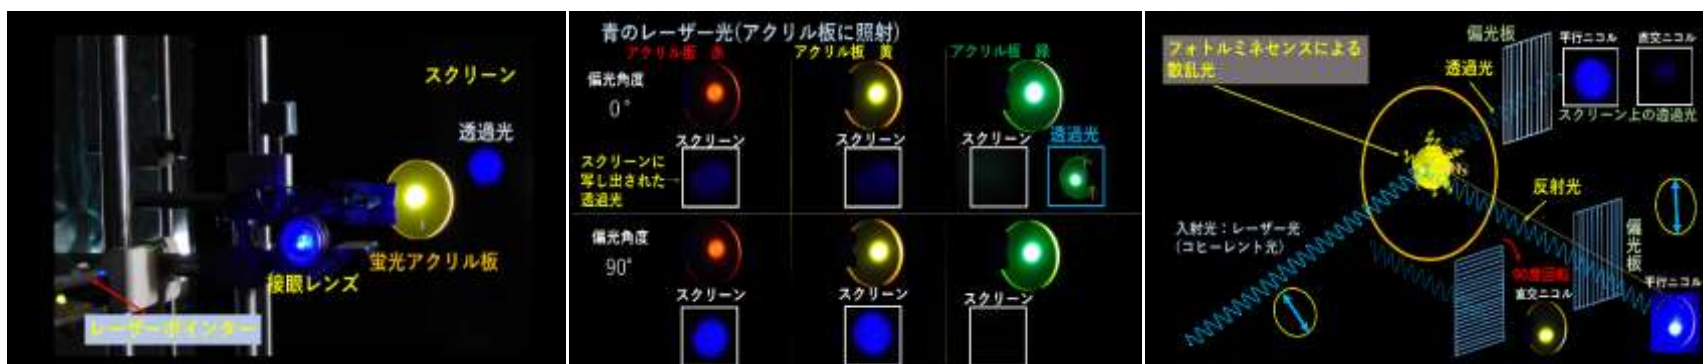 スクリーン
透過光
蛍光アクリル板
接眼レンズ
レーザーポインター
青のレーザー光(アクリル板に照射)
アクリル板 赤
アクリル板 黄
アクリル板 緑
偏光角度
0°
スクリーン
スクリーン
スクリーン
透過光
スクリーンに
写し出された→
透過光
偏光角度
90°
スクリーン
スクリーン
スクリーン
フォトルミネセンスによる
散乱光
偏光板
平行ニコル
直交ニコル
透過光
スクリーン上の透過光
反射光
入射光：レーザー光
(コヒーレント光)
偏光板
90度回転
直交ニコル
平行ニコル